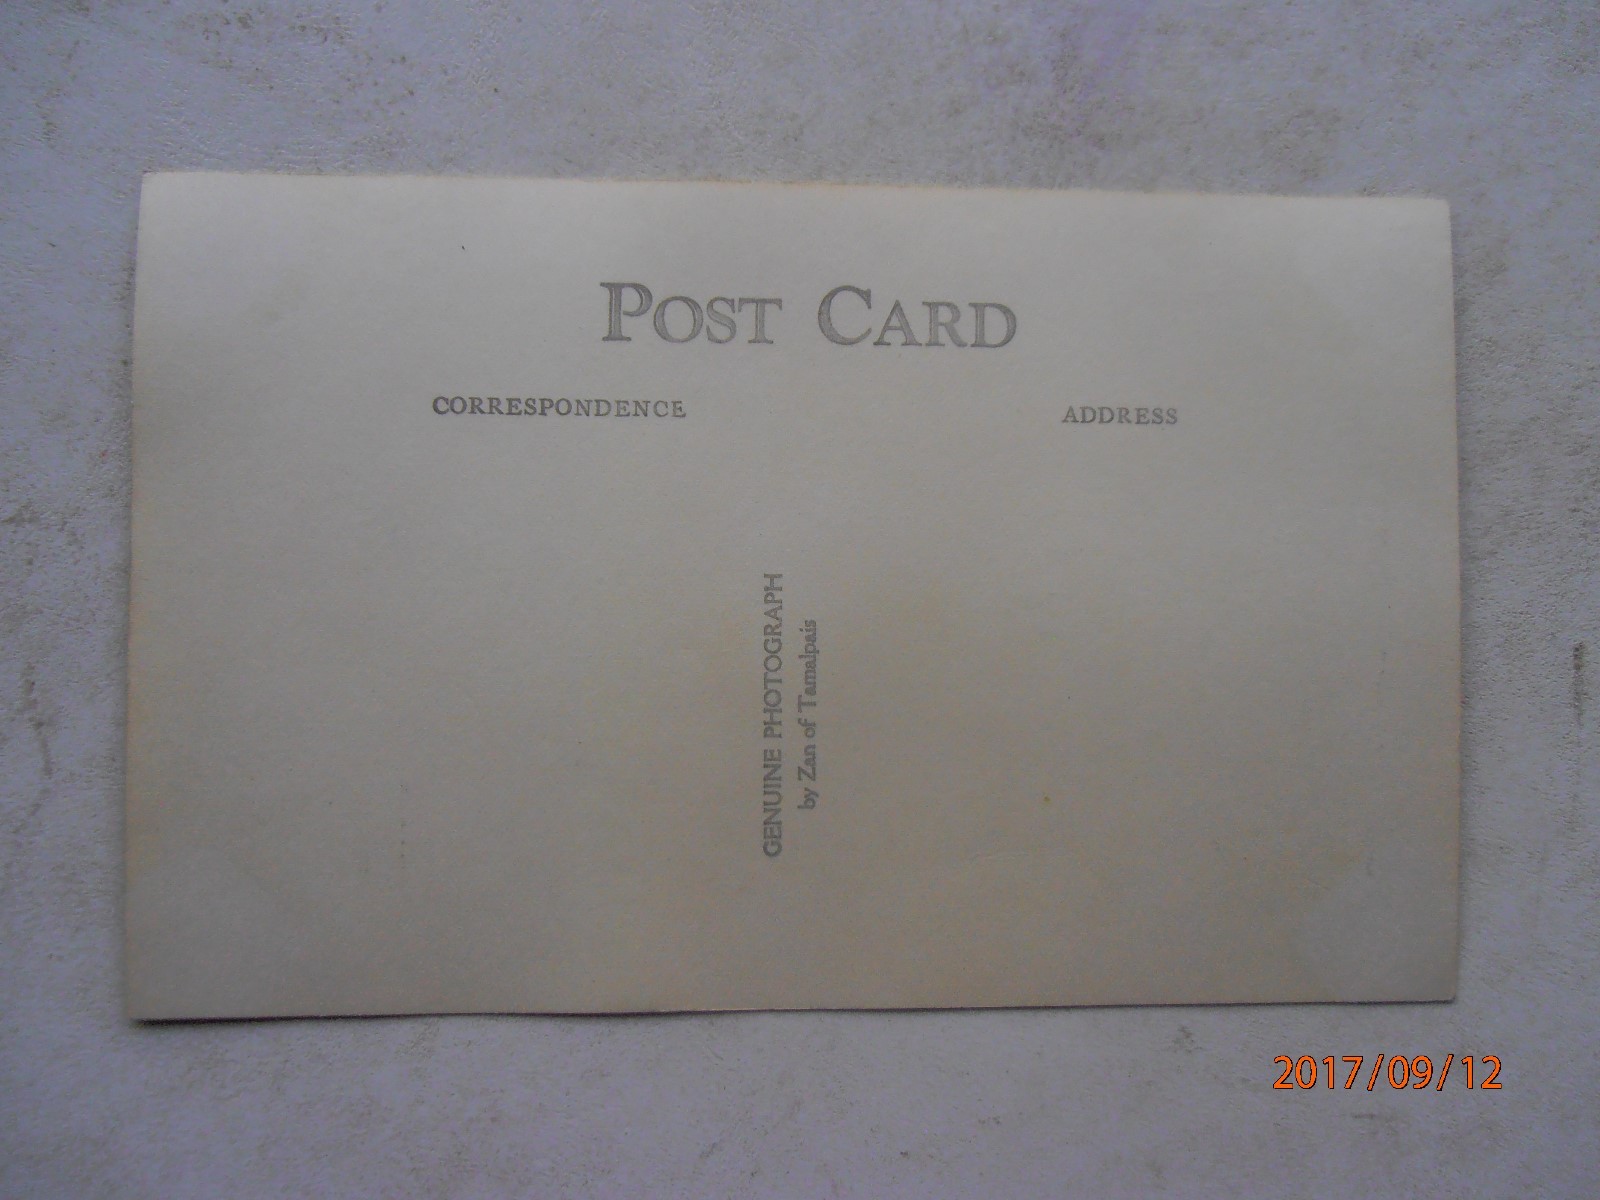 POST CARD
CORRESPONDENCE
ADDRESS
GENUINE PHOTOGRAPH
by Zan of Tamalpais
2017/09/12